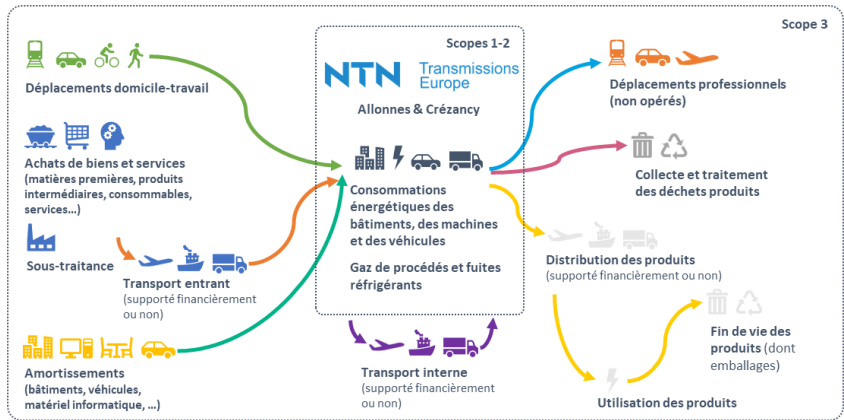 Scope 3
Scopes 1-2
NTN Transmissions
Europe
Allonnes & Crézancy
Déplacements domicile-travail
Achats de biens et services
(matières premières, produits
intermédiaires, consommables,
services...)
Sous-traitance
Transport entrant
(supporté financièrement
ou non)
Amortissements
(bâtiments, véhicules,
matériel informatique, ...)
Consommations
énergétiques des
bâtiments, des machines
et des véhicules
Gaz de procédés et fuites
réfrigérants
Transport interne
(supporté financièrement
ou non)
Déplacements professionnels
(non opérés)
Collecte et traitement
des déchets produits
Distribution des produits
(supporté financièrement ou non)
Fin de vie des
produits (dont
emballages)
Utilisation des produits